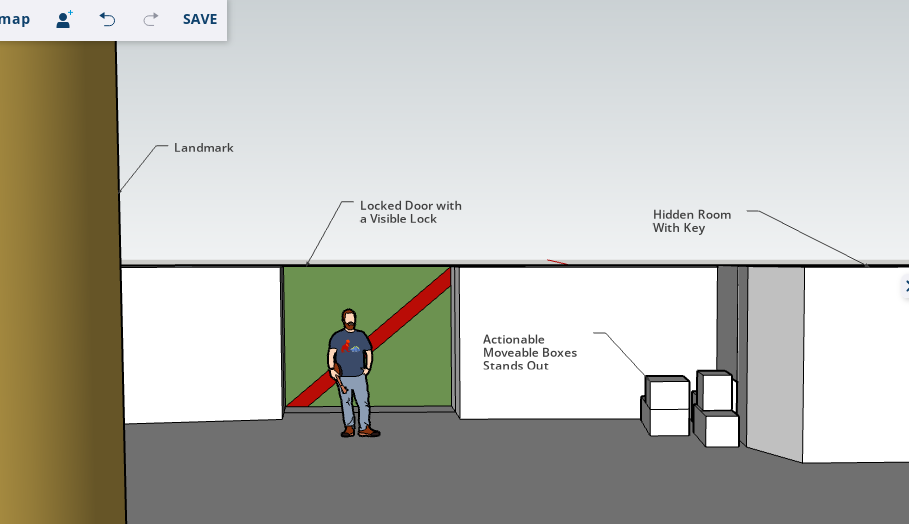 map
SAVE
Landmark
Locked Door with
a Visible Lock
Hidden Room
With Key
Actionable
Moveable Boxes
Stands Out